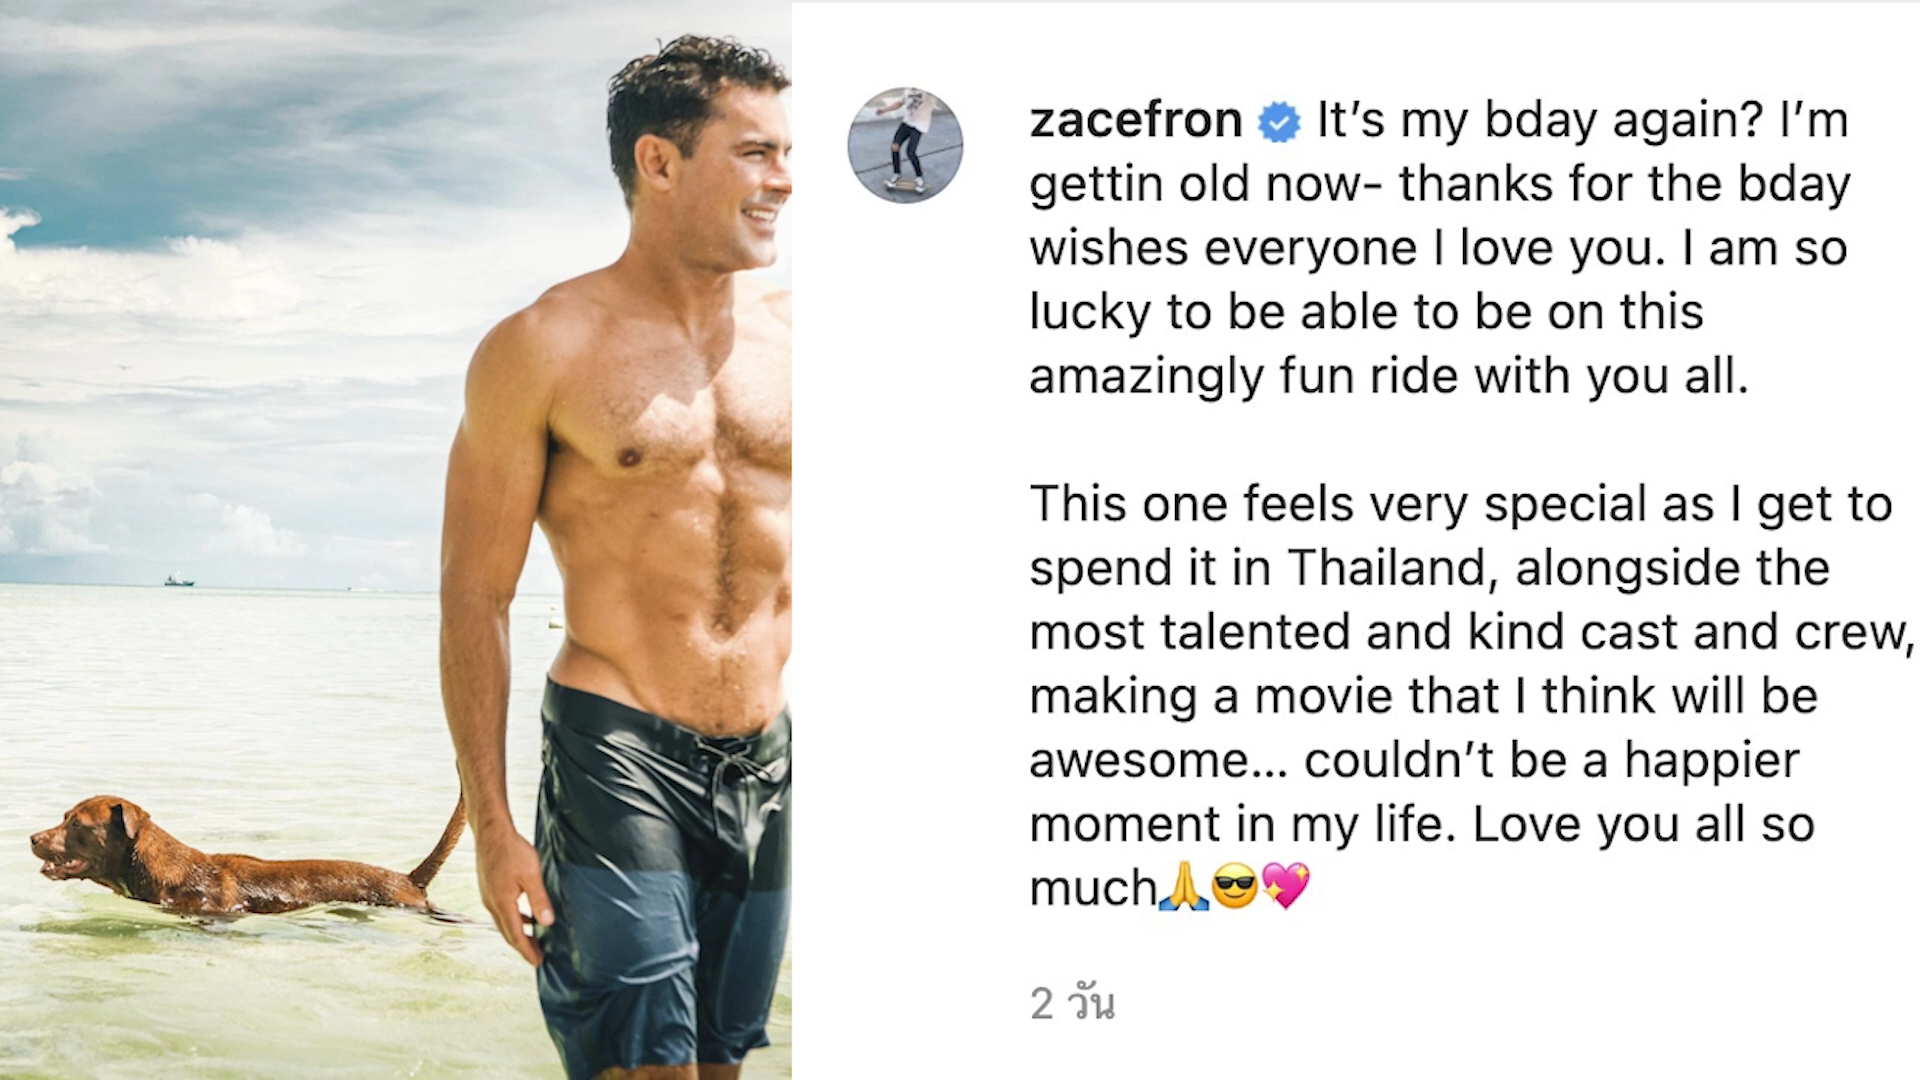 zacefron It’s my bday again? I’m
gettin old now- thanks for the bday
wishes everyone I love you. I am so
lucky to be able to be on this
amazingly fun ride with you all.
This one feels very special as I get to
spend it in Thailand, alongside the
most talented and kind cast and crew,
making a movie that I think will be
awesome... couldn’t be a happier
moment in my life. Love you all so
much🙏😎💖
2 วัน